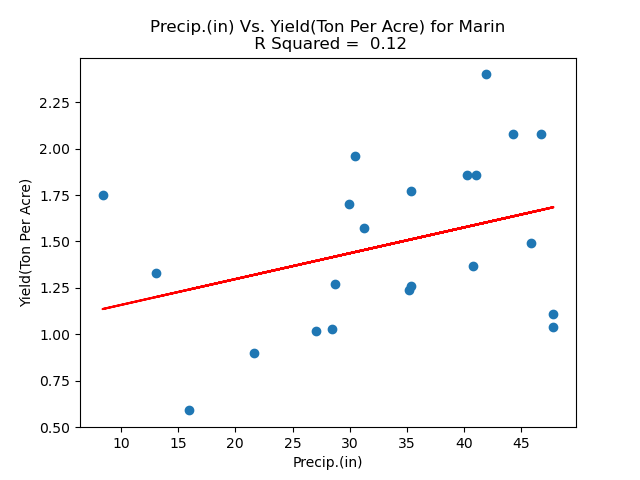 Precip.(in) Vs. Yield(Ton Per Acre) for Marin
R Squared =  0.12
2.25
2.00
1.75
1.50
1.25
1.00
0.75
0.50
Yield(Ton Per Acre)
10 15 20 25 30 35 40 45
Precip.(in)